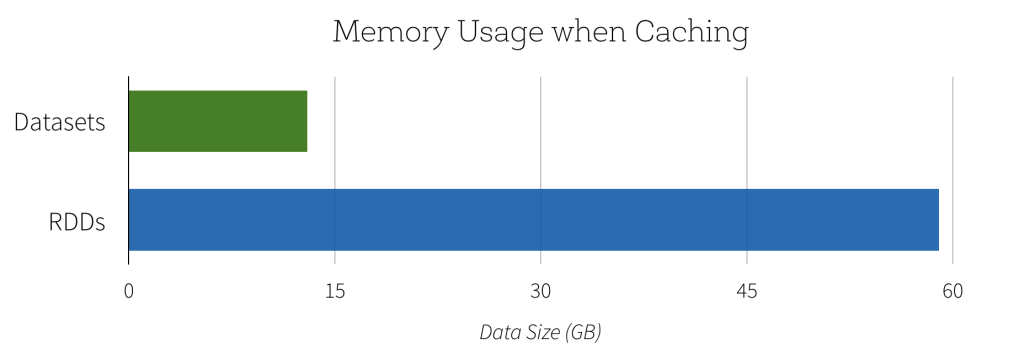 Memory Usage when Caching
Datasets
RDDs
0 15 30 45 60
Data Size (GB)